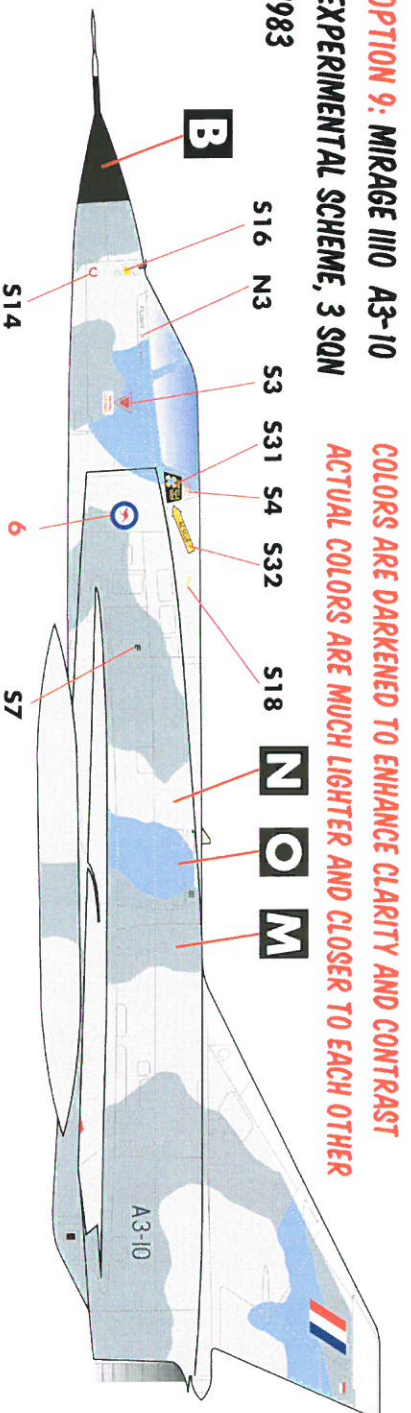 OPTION 9: MIRAGE IIIO A3-10
EXPERIMENTAL SCHEME, 3 SQN
1983
COLORS ARE DARKENED TO ENHANCE CLARITY AND CONTRAST
ACTUAL COLORS ARE MUCH LIGHTER AND CLOSER TO EACH OTHER
B
S16
N3
S3
S31
S4
S32
S18
N O M
S14
6
S7
RESCUE
A3-10